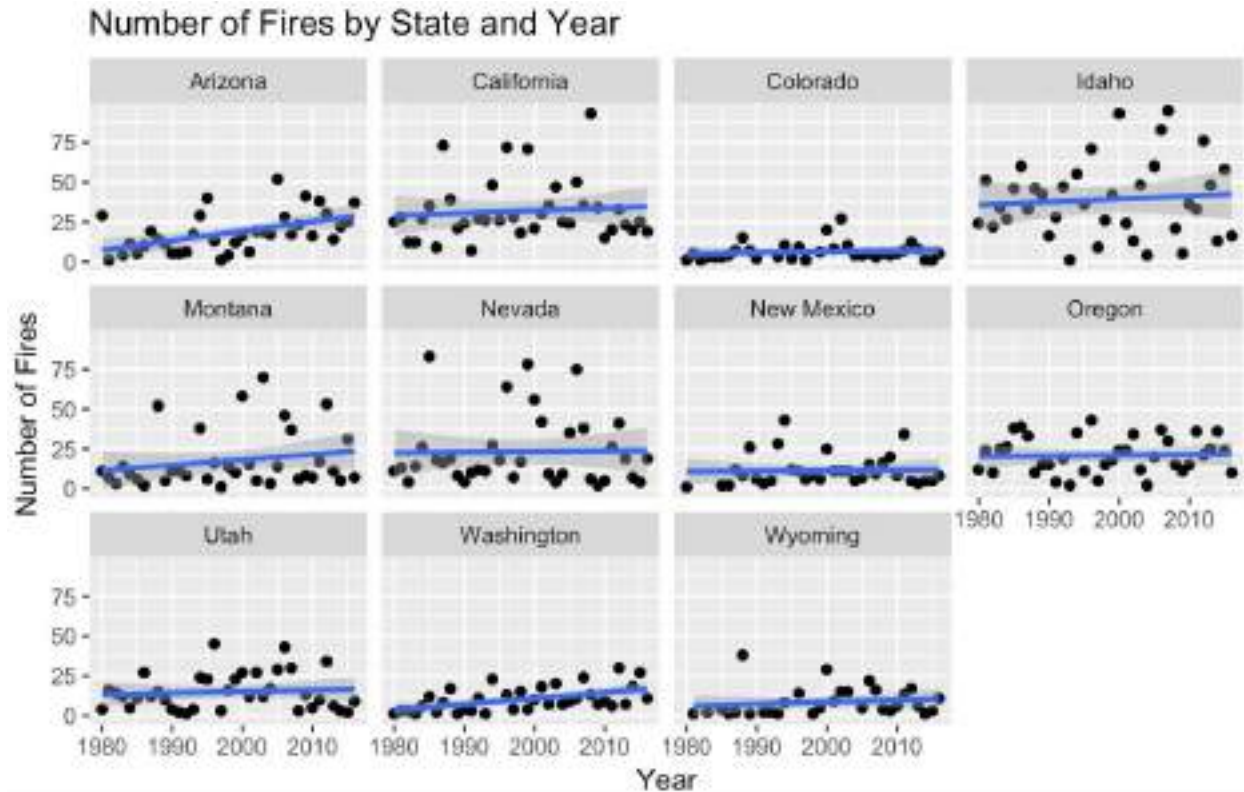 Number of Fires by State and Year
Arizona California Colorado Idaho
75
50
25
0
Montana Nevada New Mexico Oregon
75
50
25
0
1980 1990 2000 2010
Utah Washington Wyoming
75
50
25
0
1980 1990 2000 2010 1980 1990 2000 2010 1980 1990 2000 2010
Year
Number of Fires